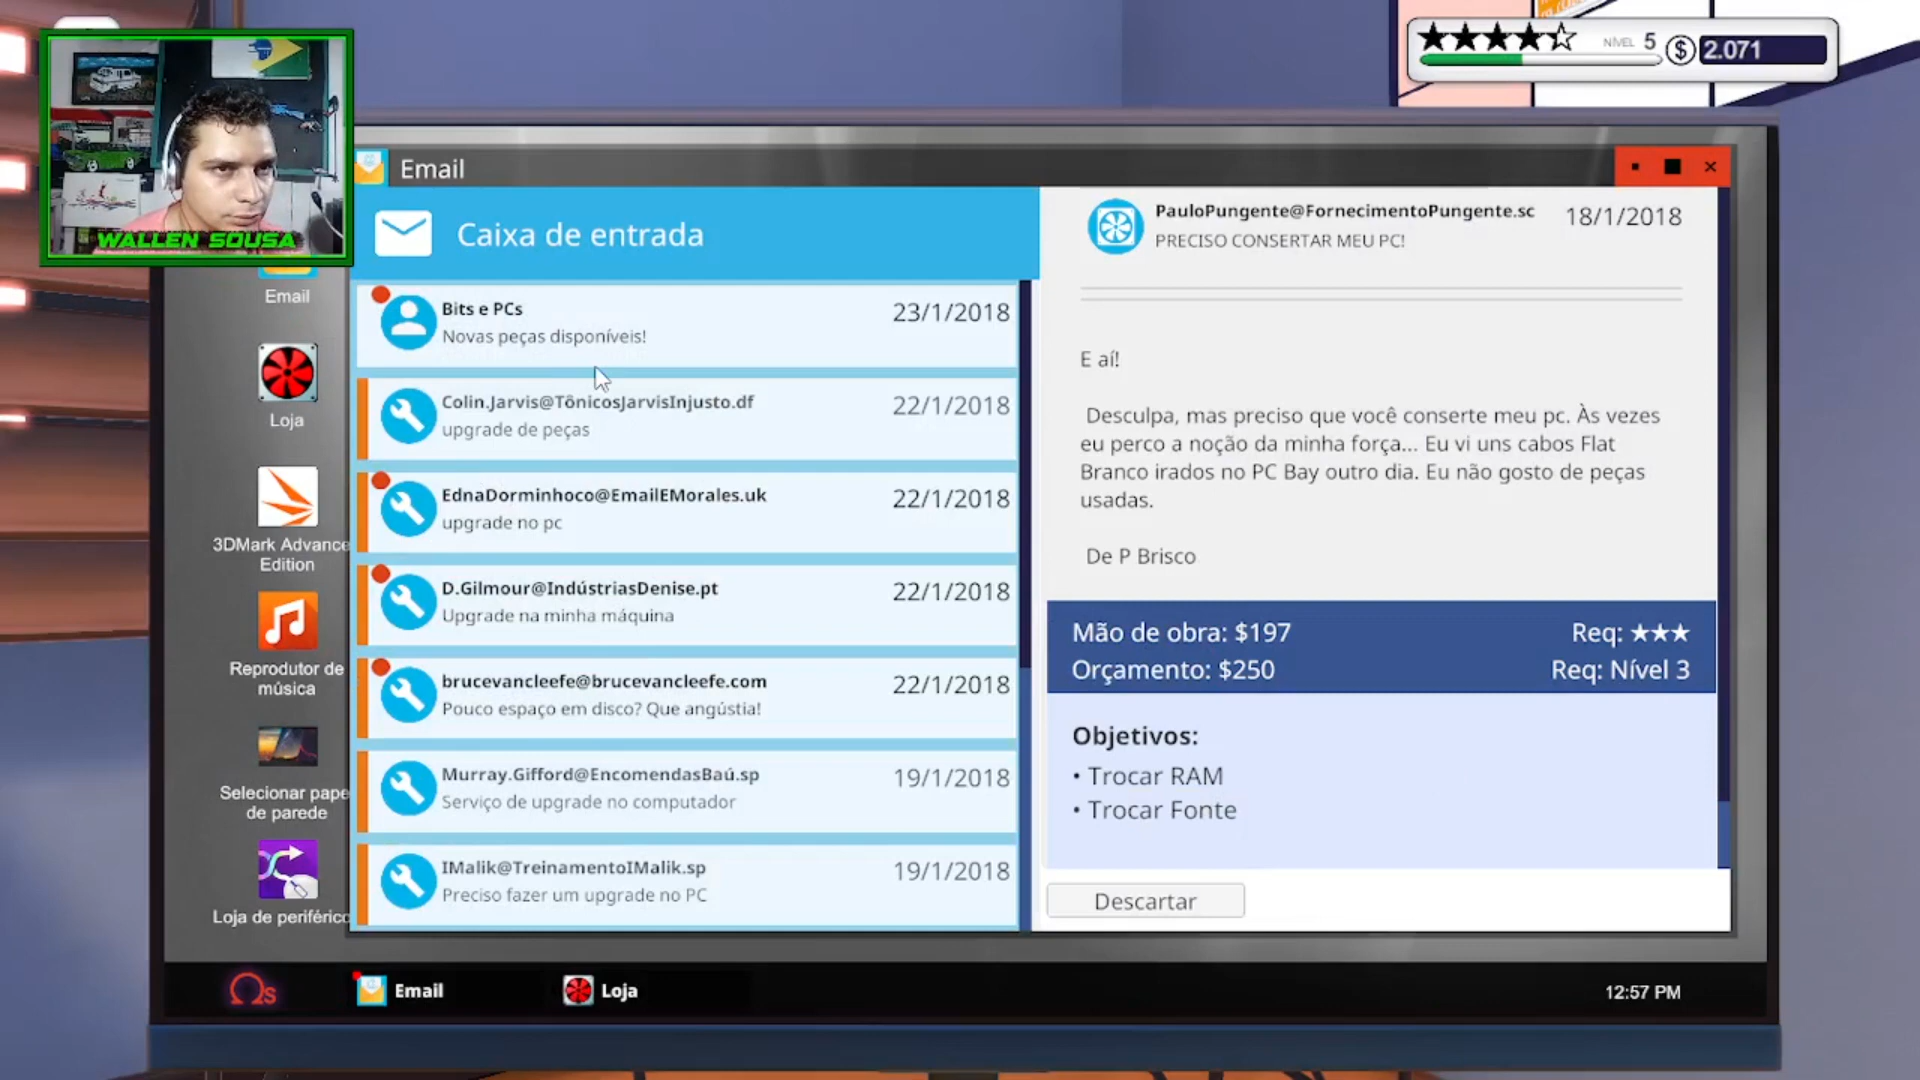 NÍVEL 5
$ 2.071
WALLEN SOUSA
Email
Caixa de entrada
Email
Loja
3DMark Advance
Edition
Reprodutor de
música
Selecionar pape
de parede
Loja de periféric
Bits e PCs
23/1/2018
Novas peças disponíveis!
Colin.Jarvis@TônicosJarvisInjusto.df
22/1/2018
upgrade de peças
EdnaDorminhoco@EmailEMorales.uk
22/1/2018
upgrade no pc
D.Gilmour@IndústriasDenise.pt
22/1/2018
Upgrade na minha máquina
brucevancleefe@brucevancleefe.com
22/1/2018
Pouco espaço em disco? Que angústia!
Murray.Gifford@EncomendasBaú.sp
19/1/2018
Serviço de upgrade no computador
IMalik@TreinamentoIMalik.sp
19/1/2018
Preciso fazer um upgrade no PC
PauloPungente@FornecimentoPungente.sc
18/1/2018
PRECISO CONSERTAR MEU PC!
E aí!
Desculpa, mas preciso que você conserte meu pc. Às vezes
eu perco a noção da minha força... Eu vi uns cabos Flat
Branco irados no PC Bay outro dia. Eu não gosto de peças
usadas.
De P Brisco
Mão de obra: $197
Req: ★★★
Orçamento: $250
Req: Nível 3
Objetivos:
• Trocar RAM
• Trocar Fonte
Descartar
Ωs
Email
Loja
12:57 PM